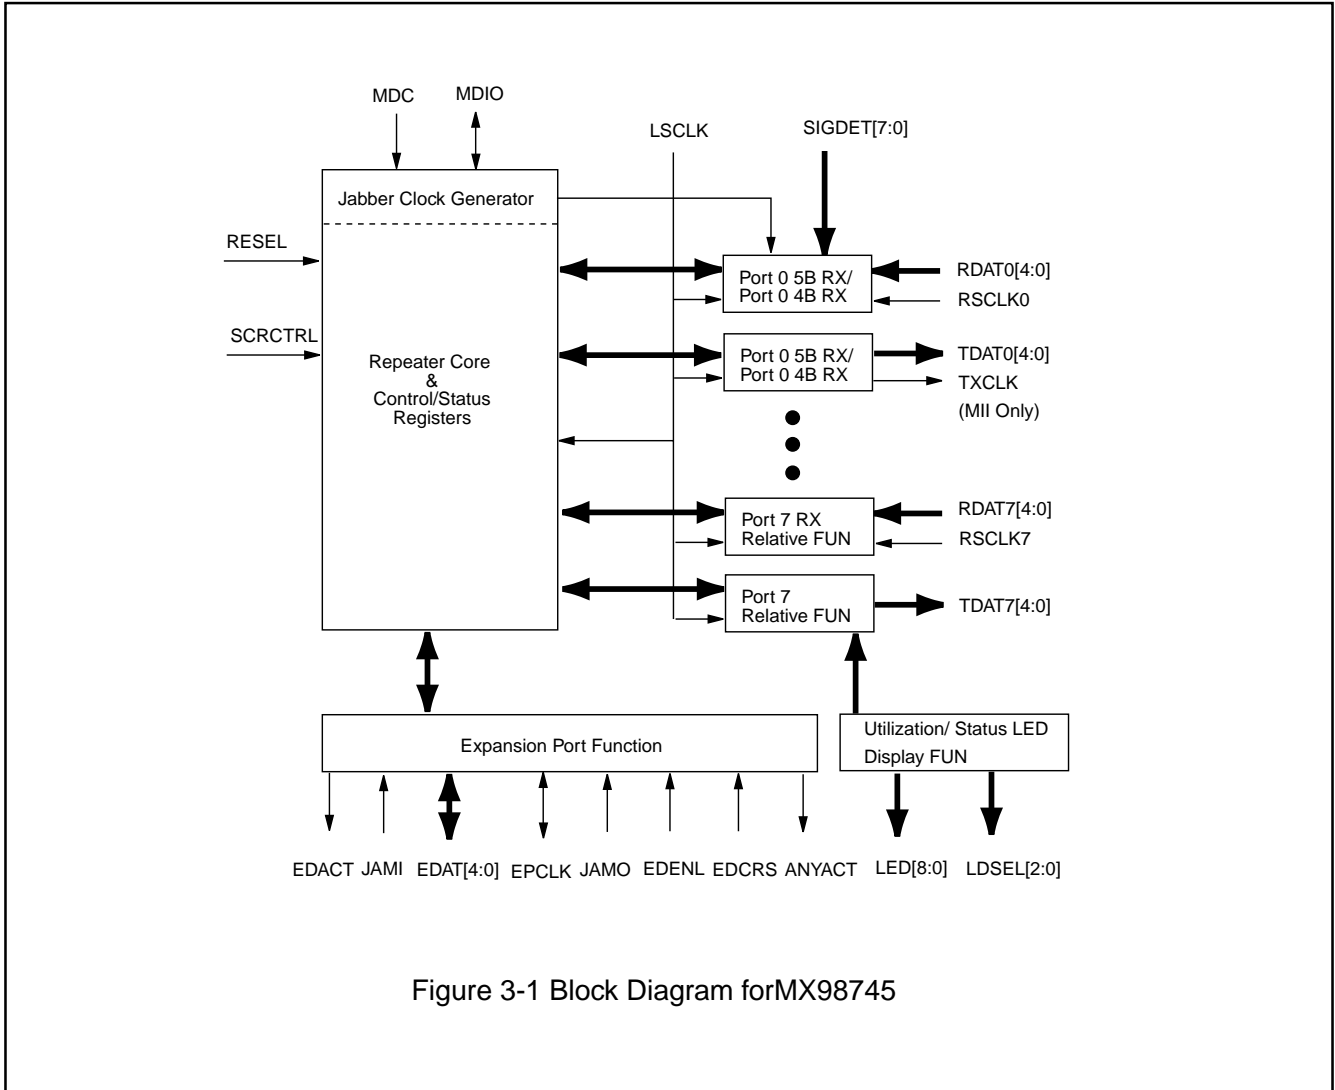 MDC
MDIO
LSCLK
SIGDET[7:0]
Jabber Clock Generator
RESEL
SCRCTRL
Repeater Core
&
Control/Status
Registers
Port 0 5B RX/
Port 0 4B RX
RDAT0[4:0]
RSCLK0
Port 0 5B RX/
Port 0 4B RX
TDAT0[4:0]
TXCLK
(MII Only)
Port 7 RX
Relative FUN
RDAT7[4:0]
RSCLK7
Port 7
Relative FUN
TDAT7[4:0]
Expansion Port Function
Utilization/ Status LED
Display FUN
EDACT JAMI EDAT[4:0] EPCLK JAMO EDENL EDCRS ANYACT LED[8:0] LDSEL[2:0]
Figure 3-1 Block Diagram forMX98745